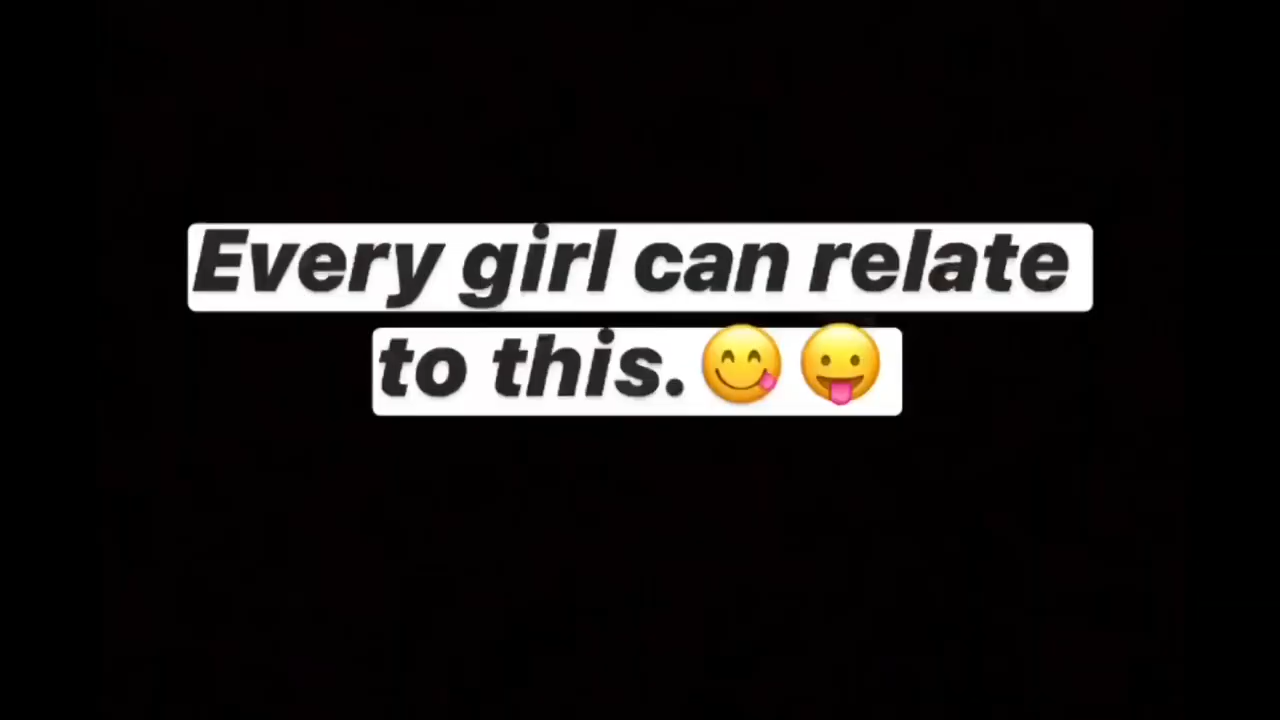 Every girl can relate
to this. 😋 😛